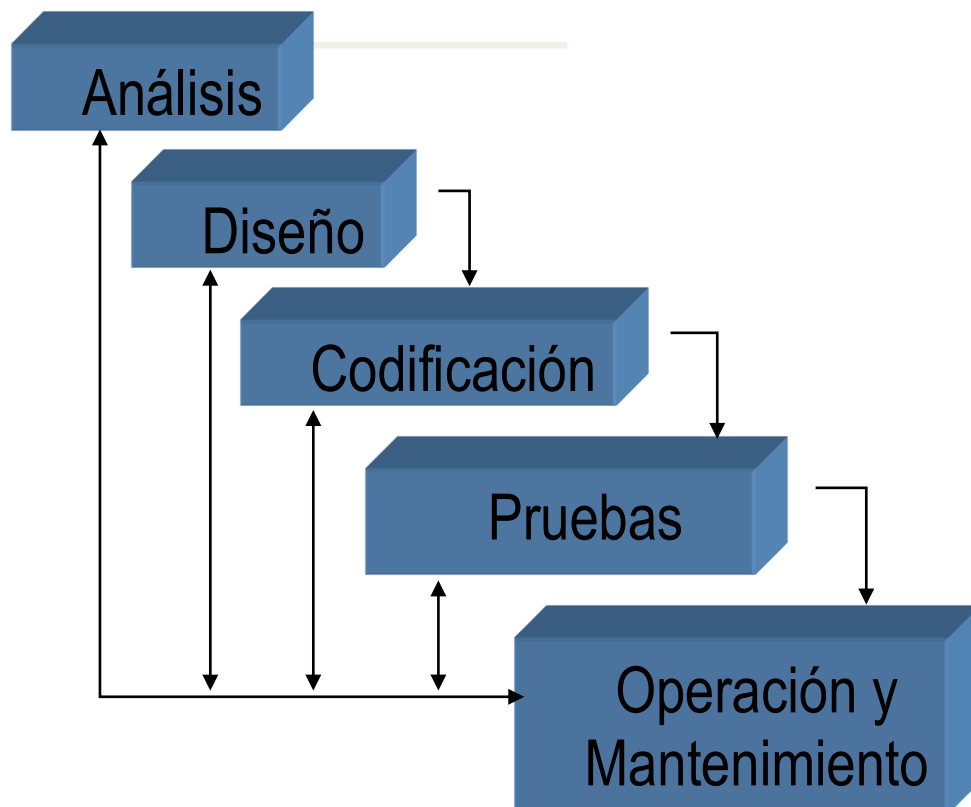 Análisis
Diseño
Codificación
Pruebas
Operación y
Mantenimiento